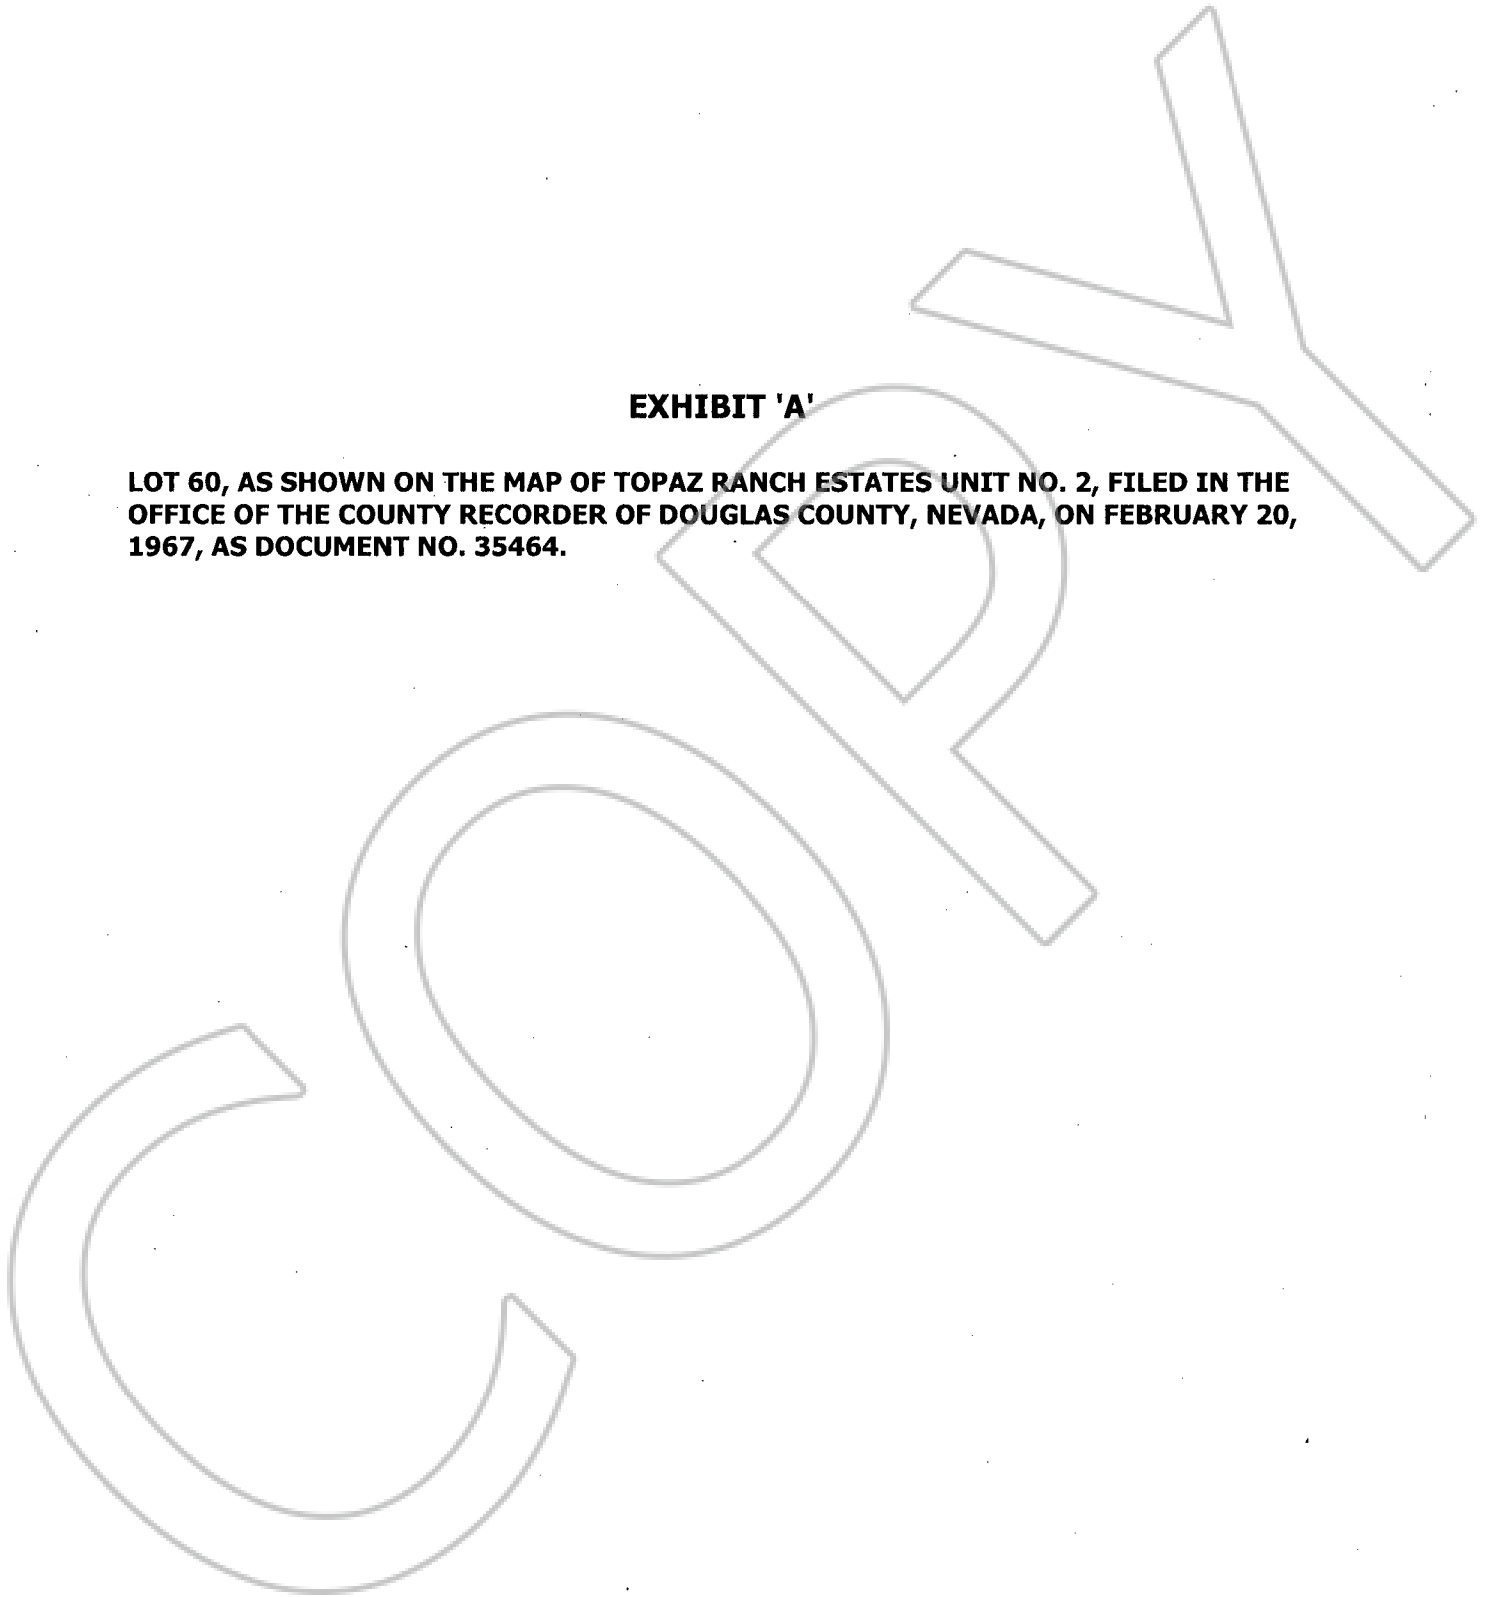 EXHIBIT 'A'
LOT 60, AS SHOWN ON THE MAP OF TOPAZ RANCH ESTATES UNIT NO. 2, FILED IN THE
OFFICE OF THE COUNTY RECORDER OF DOUGLAS COUNTY, NEVADA, ON FEBRUARY 20,
1967, AS DOCUMENT NO. 35464.
COPY